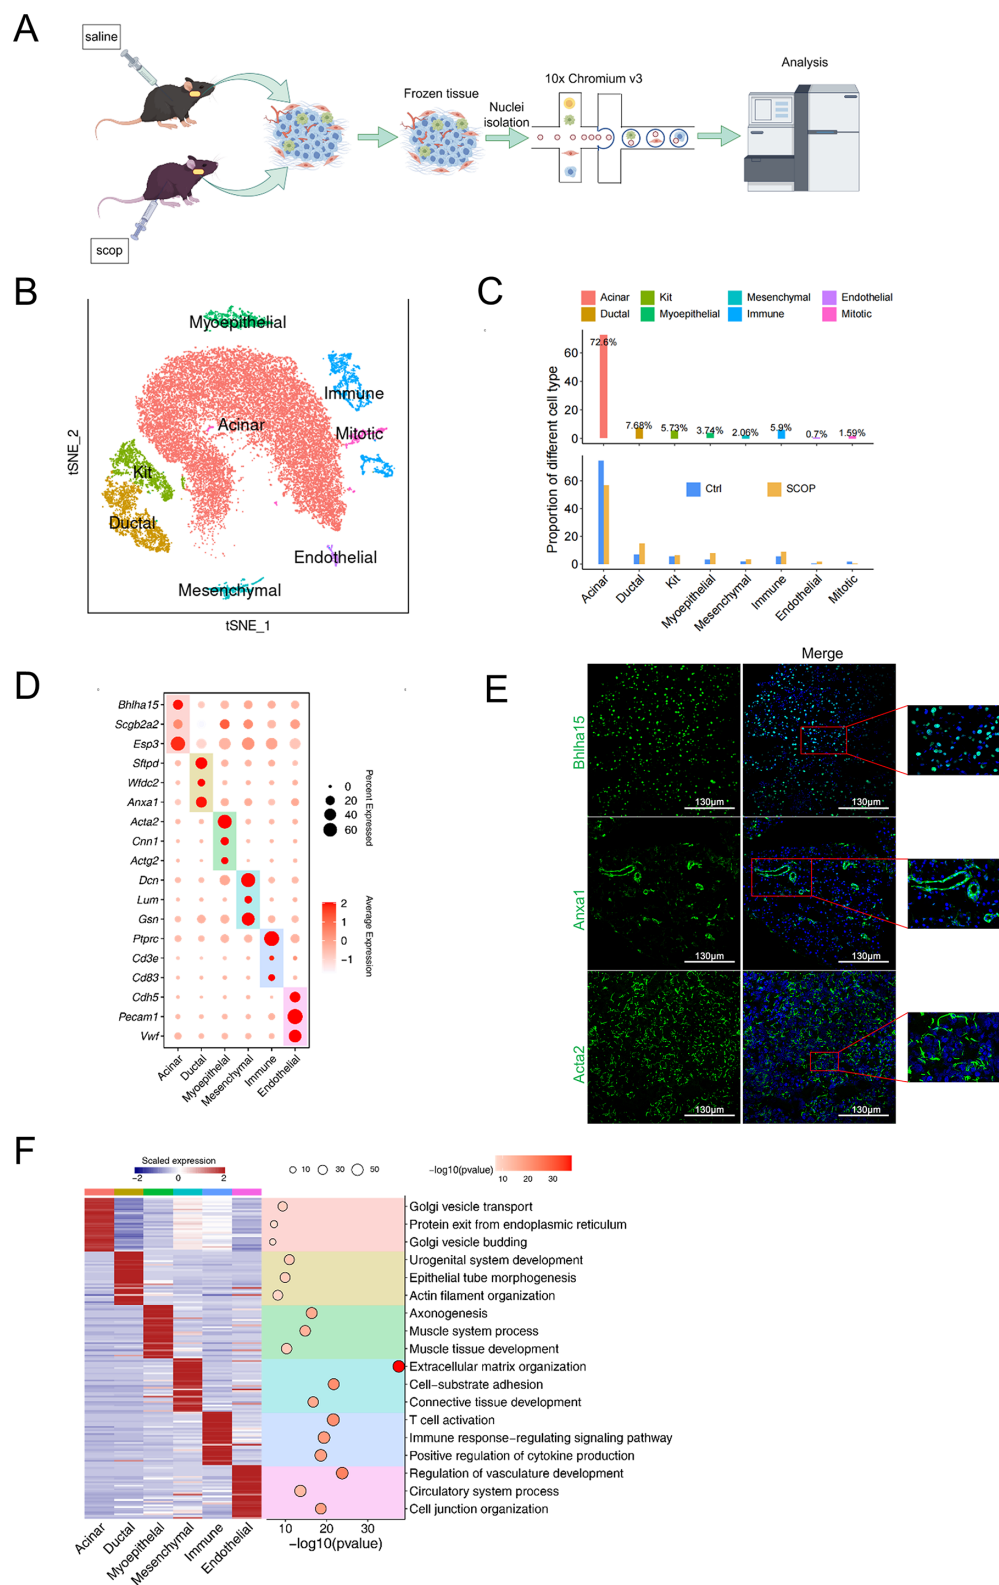 A
saline
scop
Frozen tissue
Nuclei
isolation
10x Chromium v3
Analysis
B
Myoepithelial
Immune
Acinar
Mitotic
Kit
Ductal
Endothelial
Mesenchymal
tSNE_2
tSNE_1
C
Acinar Kit Mesenchymal Endothelial
Ductal Myoepithelial Immune Mitotic
Proportion of different cell type
60
40
20
0
72.6% 7.68% 5.73% 3.74% 2.06% 5.9% 0.7% 1.59%
60
40
20
0
Ctrl SCOP
Acinar Ductal Kit Myoepithelial Mesenchymal Immune Endothelial Mitotic
D
Bhlha15
Scgb2a2
Esp3
Sftpd
Wfdc2
Anxa1
Acta2
Cnn1
Actg2
Dcn
Lum
Gsn
Ptprc
Cd3e
Cd83
Cdh5
Pecam1
Vwf
Acinar Ductal Myoepithelial Mesenchymal Immune Endothelial
Percent Expressed
0
20
40
60
Average Expression
2
1
0
−1
E
Merge
Bhlha15
130μm 130μm
Anxa1
130μm 130μm
Acta2
130μm 130μm
F
Scaled expression
−2 0 2
10 30 50
−log10(pvalue)
10 20 30
Golgi vesicle transport
Protein exit from endoplasmic reticulum
Golgi vesicle budding
Urogenital system development
Epithelial tube morphogenesis
Actin filament organization
Axonogenesis
Muscle system process
Muscle tissue development
Extracellular matrix organization
Cell−substrate adhesion
Connective tissue development
T cell activation
Immune response−regulating signaling pathway
Positive regulation of cytokine production
Regulation of vasculature development
Circulatory system process
Cell junction organization
10 20 30
−log10(pvalue)
Acinar Ductal Myoepithelal Mesenchymal Immune Endothelial